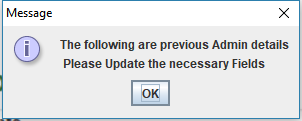 Message
The following are previous Admin details
Please Update the necessary Fields
OK